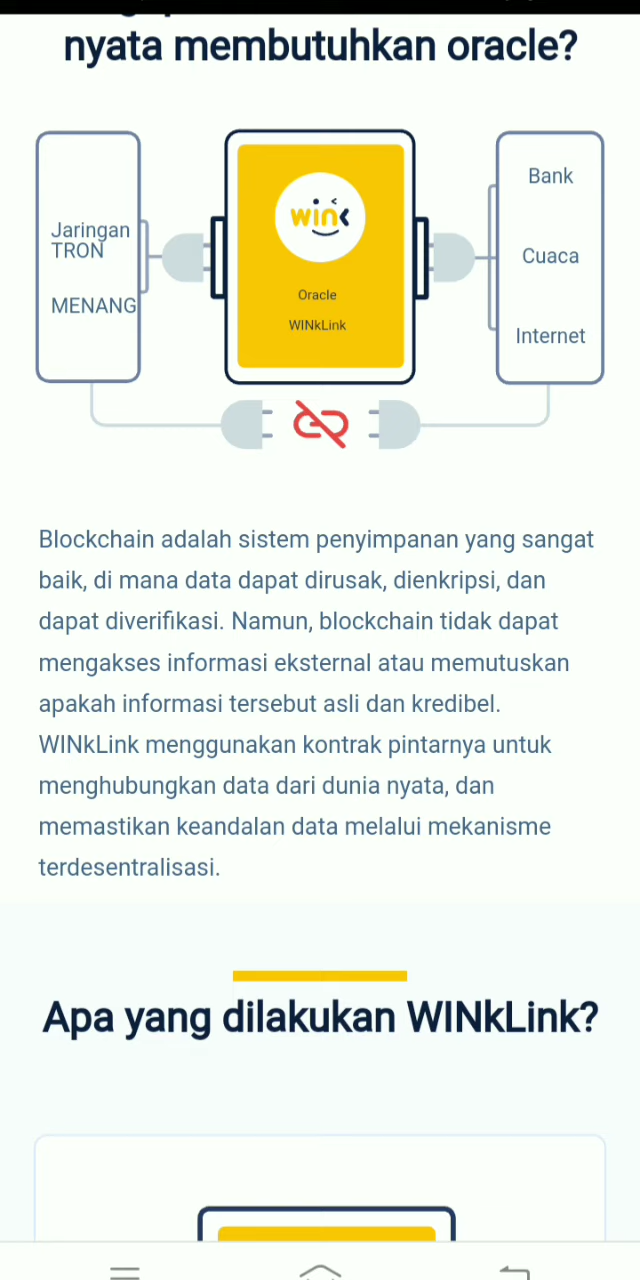 nyata membutuhkan oracle?
Jaringan
TRON
MENANG
wink
Oracle
WINkLink
Bank
Cuaca
Internet
Blockchain adalah sistem penyimpanan yang sangat
baik, di mana data dapat dirusak, dienkripsi, dan
dapat diverifikasi. Namun, blockchain tidak dapat
mengakses informasi eksternal atau memutuskan
apakah informasi tersebut asli dan kredibel.
WINkLink menggunakan kontrak pintarnya untuk
menghubungkan data dari dunia nyata, dan
memastikan keandalan data melalui mekanisme
terdesentralisasi.
Apa yang dilakukan WINkLink?